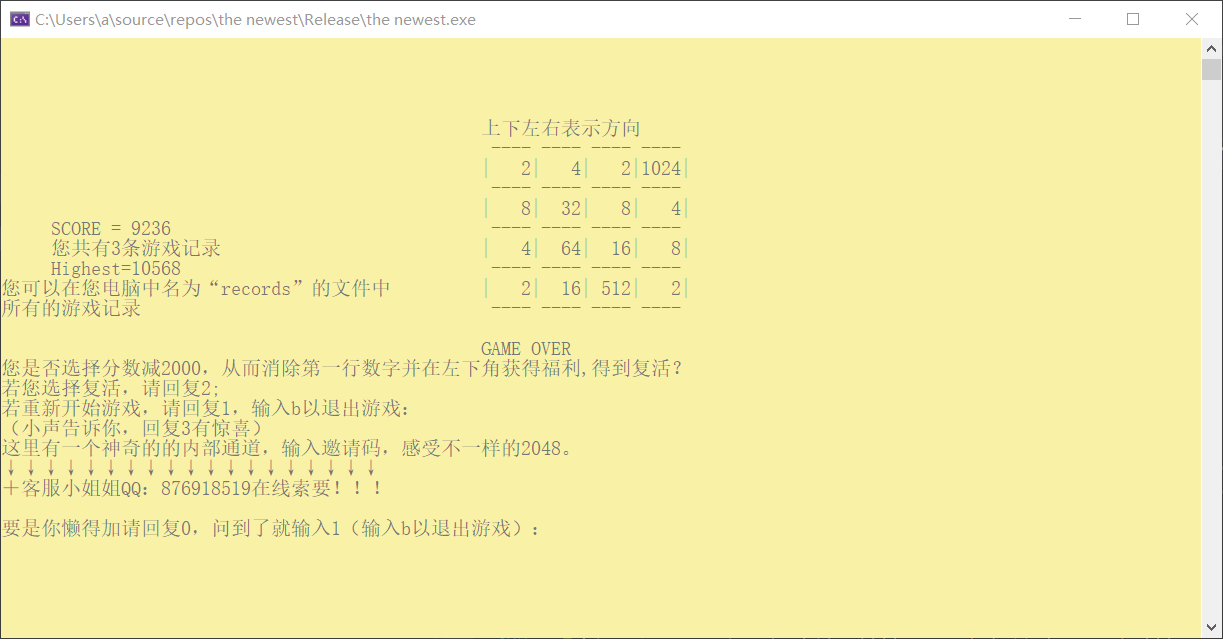 C:\Users\a\source\repos\the newest\Release\the newest.exe
上下左右表示方向
---- ---- ---- ----
|   2|   4|   2|1024|
---- ---- ---- ----
|   8|  32|   8|   4|
SCORE = 9236
---- ---- ---- ----
您共有3条游戏记录
|   4|  64|  16|   8|
Highest=10568
---- ---- ---- ----
您可以在您电脑中名为“records”的文件中
|   2|  16| 512|   2|
所有的游戏记录
---- ---- ---- ----
GAME OVER
您是否选择分数减2000，从而消除第一行数字并在左下角获得福利,得到复活？
若您选择复活，请回复2;
若重新开始游戏，请回复1，输入b以退出游戏：
（小声告诉你，回复3有惊喜）
这里有一个神奇的的内部通道，输入邀请码，感受不一样的2048。
↓↓↓↓↓↓↓↓↓↓↓↓↓↓↓↓↓↓↓
＋客服小姐姐QQ：876918519在线索要！！！
要是你懒得加请回复0，问到了就输入1（输入b以退出游戏）：